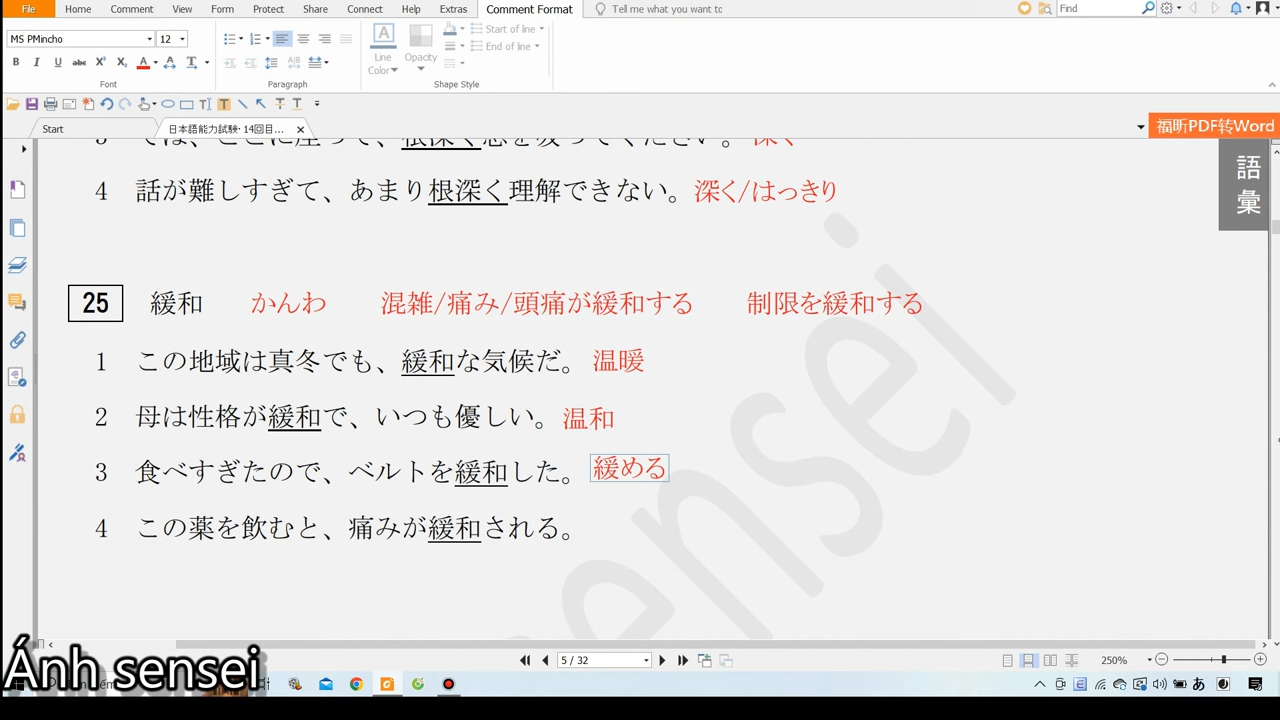 File Home Comment View Form Protect Share Connect Help Extras Comment Format Tell me what you want tc Find
MS PMincho 12
Line Color
Opacity
Start of line
End of line
Font Paragraph Shape Style
Start 日本語能力試験· 14回目...
福昕PDF转Word
語彙
4 話が難しすぎて、あまり根深く理解できない。 深く/はっきり
25 緩和 かんわ 混雑/痛み/頭痛が緩和する 制限を緩和する
1 この地域は真冬でも、緩和な気候だ。 温暖
2 母は性格が緩和で、いつも優しい。 温和
3 食べすぎたので、ベルトを緩和した。 緩める
4 この薬を飲むと、痛みが緩和される。
sensei
5 / 32
250%
Ánh sensei